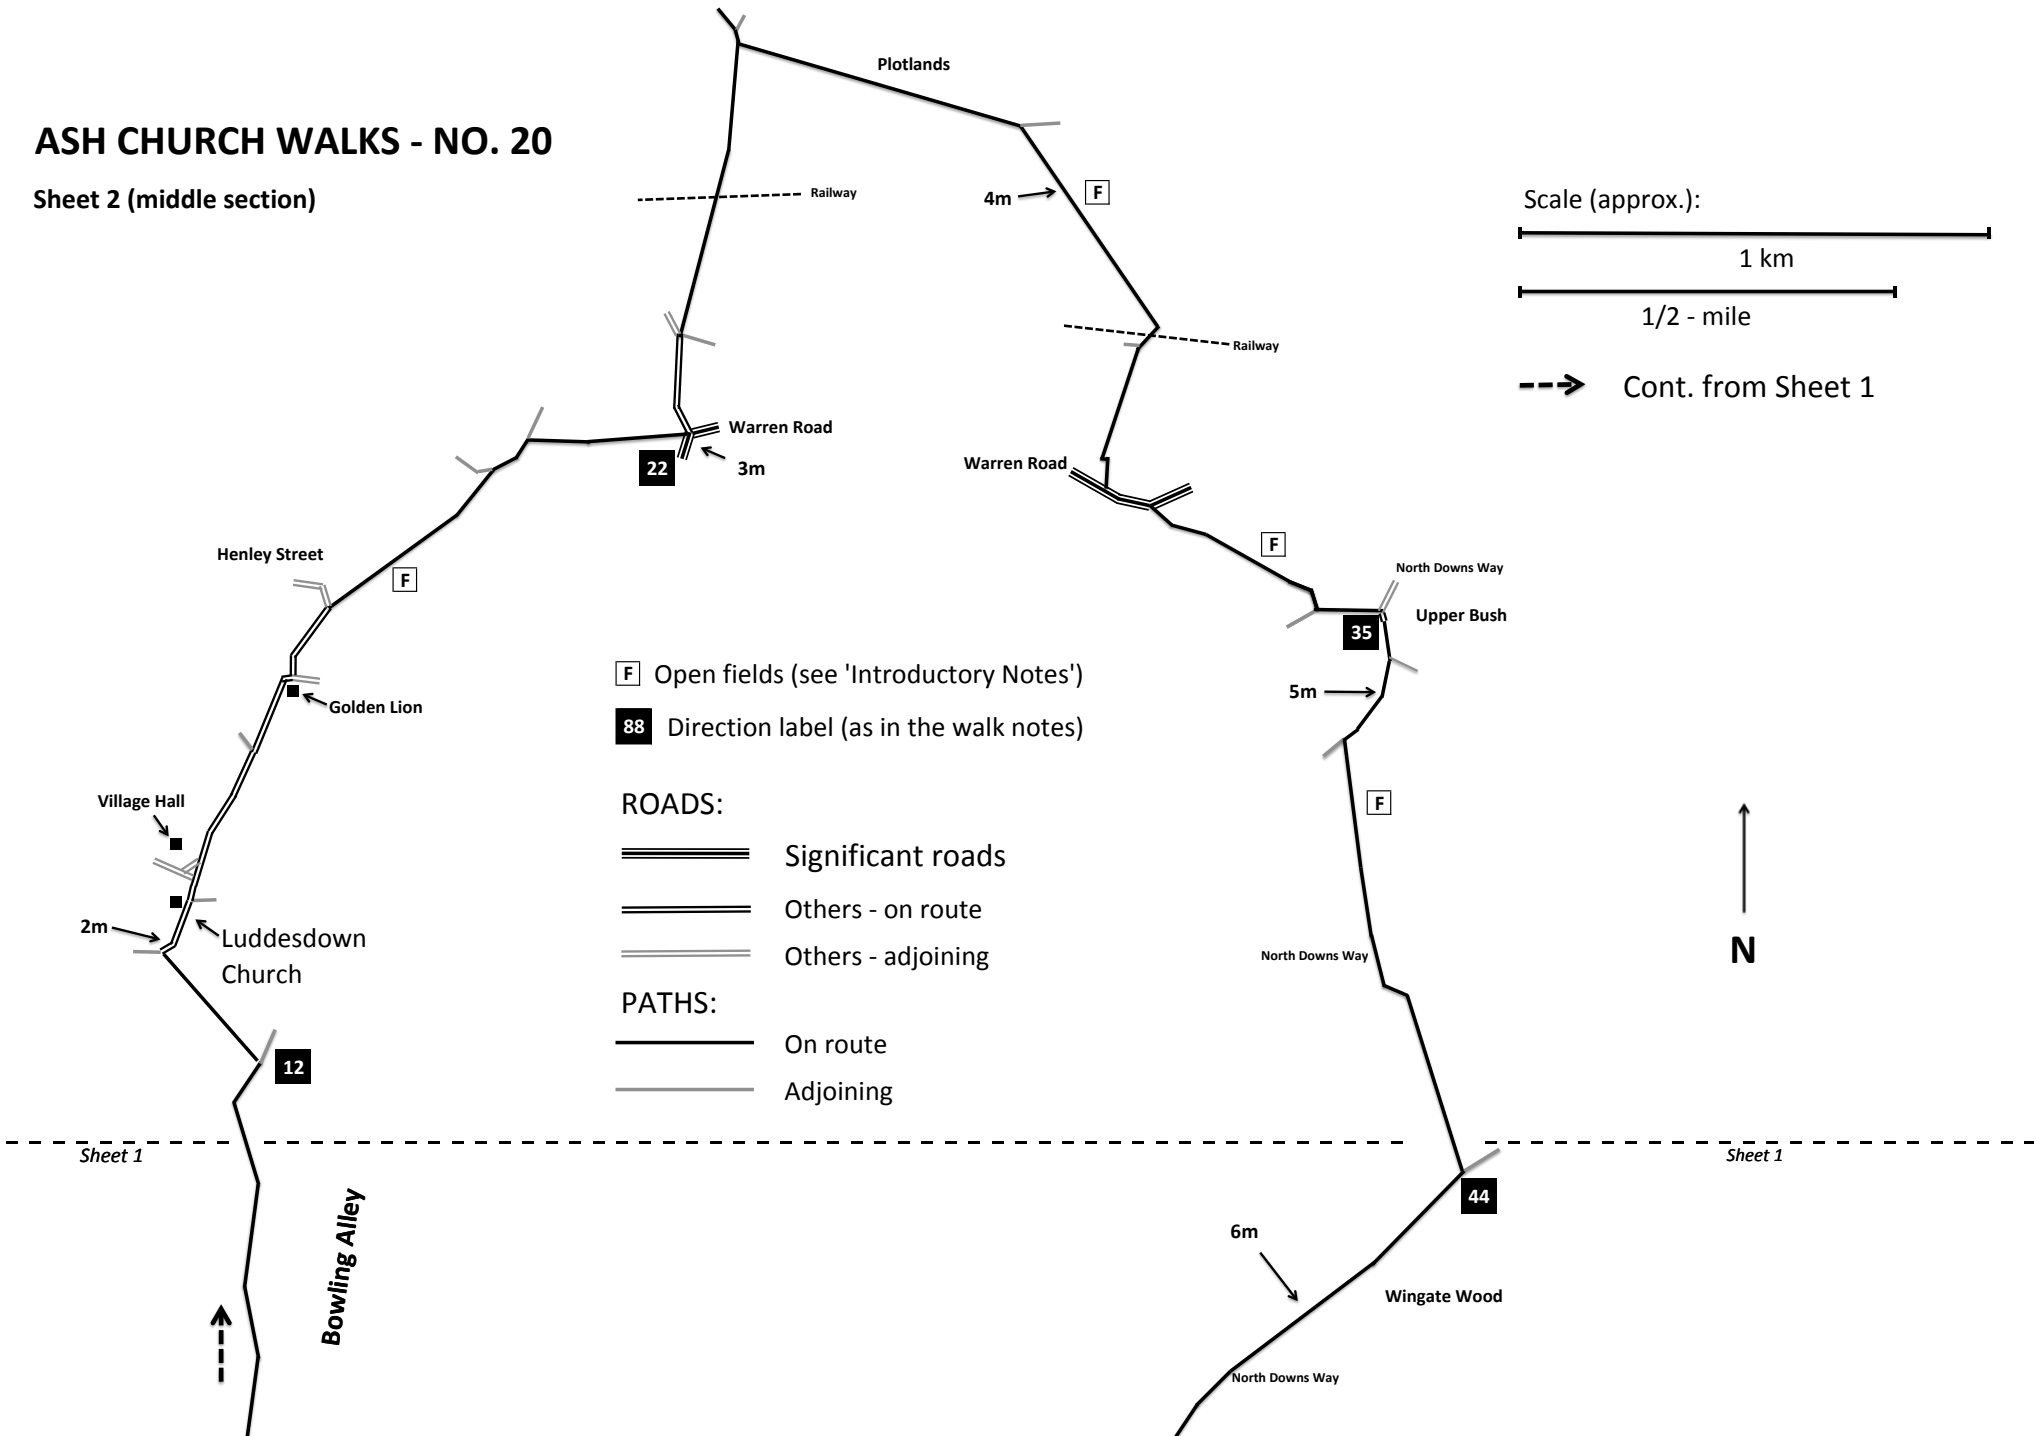 Plotlands
ASH CHURCH WALKS - NO. 20
Sheet 2 (middle section)
Railway
4m
F
Scale (approx.):
1 km
1/2 - mile
Railway
Cont. from Sheet 1
Warren Road
22
3m
Warren Road
Henley Street
F
F
North Downs Way
Upper Bush
35
F Open fields (see 'Introductory Notes')
5m
Golden Lion
88 Direction label (as in the walk notes)
Village Hall
ROADS:
F
Significant roads
Others - on route
2m
Luddesdown
Church
Others - adjoining
North Downs Way
N
PATHS:
On route
12
Adjoining
Sheet 1
Sheet 1
44
Bowling Alley
6m
Wingate Wood
North Downs Way